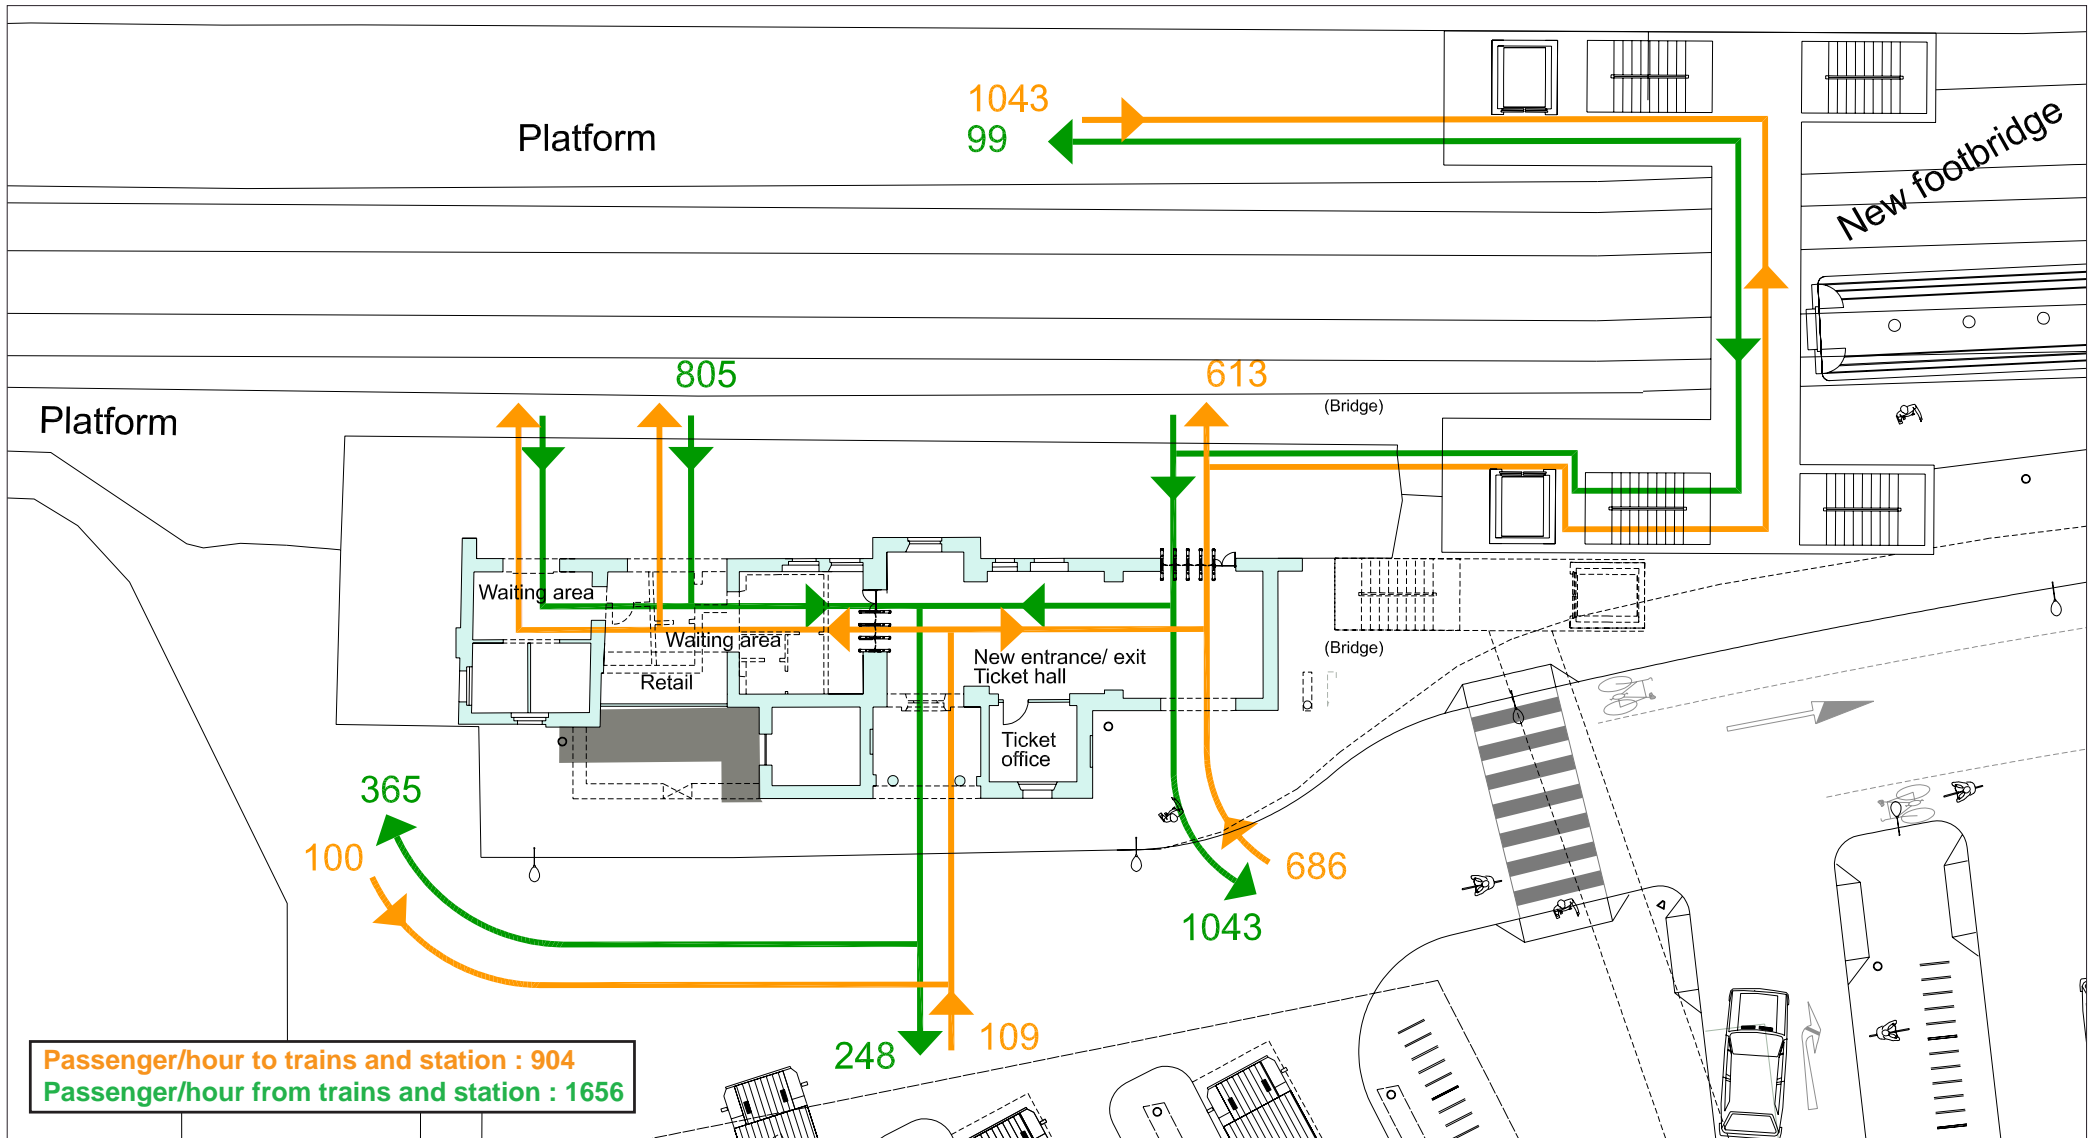 1043
99
Platform
New footbridge
805
613
(Bridge)
Platform
Waiting area
Waiting area
New entrance/ exit
Ticket hall
(Bridge)
Retail
Ticket
office
365
100
686
1043
109
248
Passenger/hour to trains and station : 904
Passenger/hour from trains and station : 1656